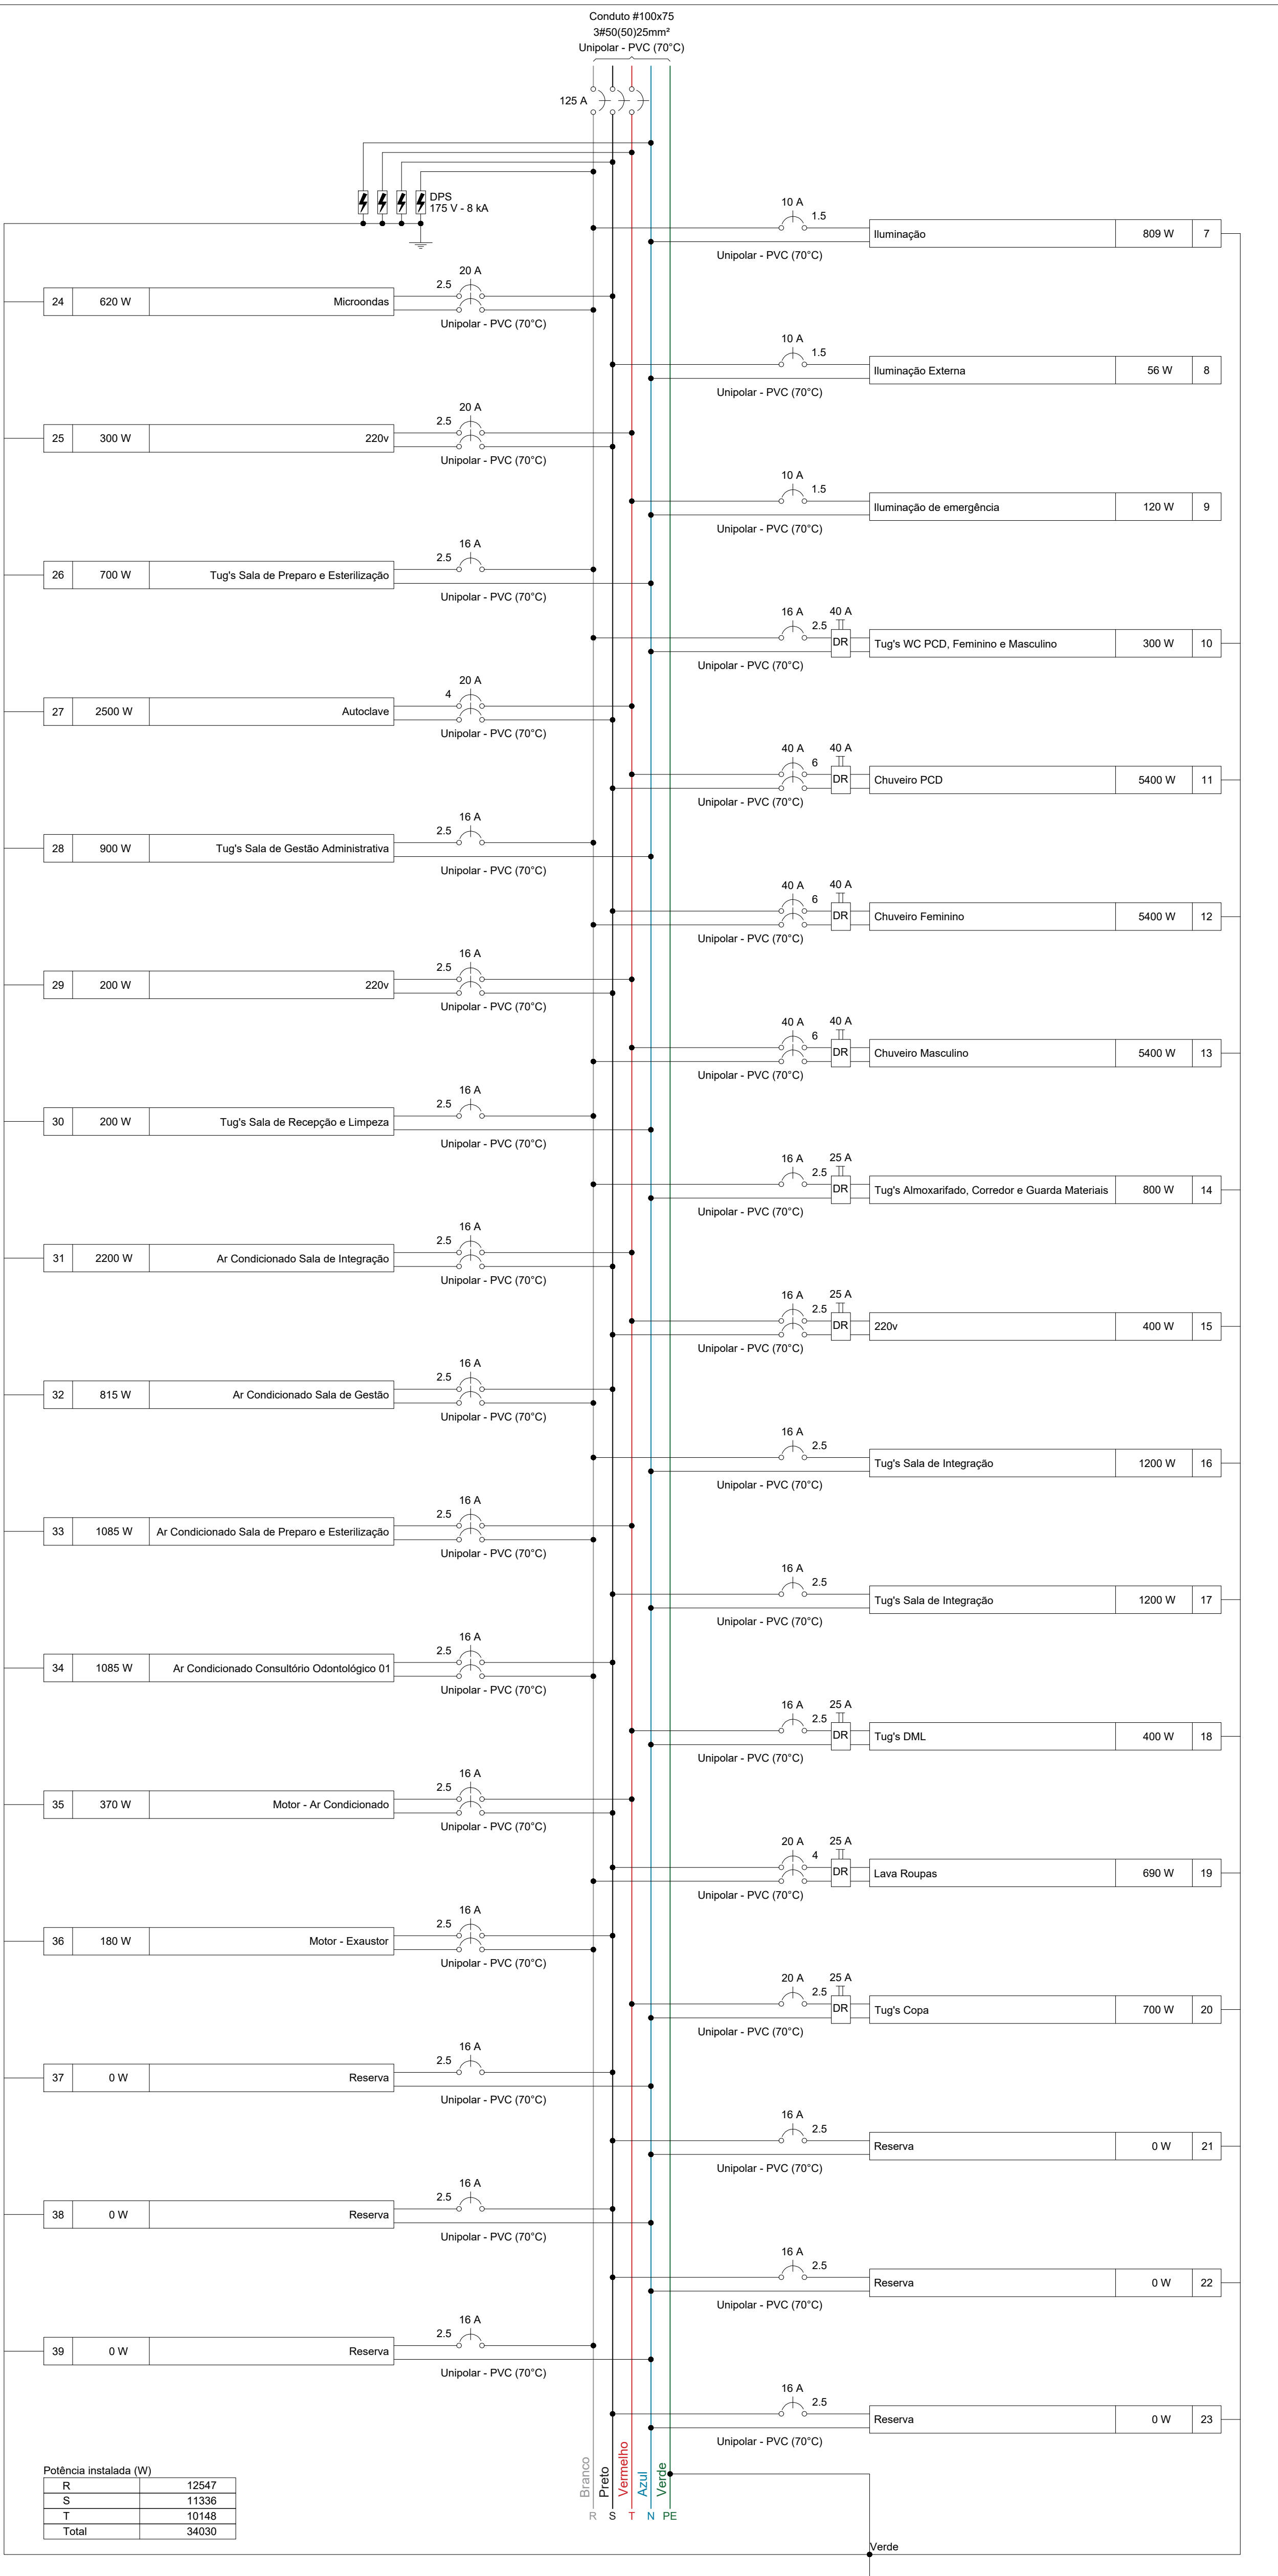 Conduto #100x75
3#50(50)25mm²
Unipolar - PVC (70°C)
125 A
DPS
175 V - 8 kA
10 A
1.5
Iluminação 809 W 7
Unipolar - PVC (70°C)
20 A
2.5
24 620 W Microondas
Unipolar - PVC (70°C)
10 A
1.5
Iluminação Externa 56 W 8
Unipolar - PVC (70°C)
20 A
2.5
25 300 W 220v
Unipolar - PVC (70°C)
10 A
1.5
Iluminação de emergência 120 W 9
Unipolar - PVC (70°C)
16 A
2.5
26 700 W Tug's Sala de Preparo e Esterilização
Unipolar - PVC (70°C)
16 A 40 A
2.5
DR
Tug's WC PCD, Feminino e Masculino 300 W 10
Unipolar - PVC (70°C)
20 A
4
27 2500 W Autoclave
Unipolar - PVC (70°C)
40 A 40 A
6
DR
Chuveiro PCD 5400 W 11
Unipolar - PVC (70°C)
16 A
2.5
28 900 W Tug's Sala de Gestão Administrativa
Unipolar - PVC (70°C)
40 A 40 A
6
DR
Chuveiro Feminino 5400 W 12
Unipolar - PVC (70°C)
16 A
2.5
29 200 W 220v
Unipolar - PVC (70°C)
40 A 40 A
6
DR
Chuveiro Masculino 5400 W 13
Unipolar - PVC (70°C)
16 A
2.5
30 200 W Tug's Sala de Recepção e Limpeza
Unipolar - PVC (70°C)
16 A 25 A
2.5
DR
Tug's Almoxarifado, Corredor e Guarda Materiais 800 W 14
Unipolar - PVC (70°C)
16 A
2.5
31 2200 W Ar Condicionado Sala de Integração
Unipolar - PVC (70°C)
16 A 25 A
2.5
DR
220v 400 W 15
Unipolar - PVC (70°C)
16 A
2.5
32 815 W Ar Condicionado Sala de Gestão
Unipolar - PVC (70°C)
16 A
2.5
Tug's Sala de Integração 1200 W 16
Unipolar - PVC (70°C)
16 A
2.5
33 1085 W Ar Condicionado Sala de Preparo e Esterilização
Unipolar - PVC (70°C)
16 A
2.5
Tug's Sala de Integração 1200 W 17
Unipolar - PVC (70°C)
16 A
2.5
34 1085 W Ar Condicionado Consultório Odontológico 01
Unipolar - PVC (70°C)
16 A 25 A
2.5
DR
Tug's DML 400 W 18
Unipolar - PVC (70°C)
16 A
2.5
35 370 W Motor - Ar Condicionado
Unipolar - PVC (70°C)
20 A 25 A
4
DR
Lava Roupas 690 W 19
Unipolar - PVC (70°C)
16 A
2.5
36 180 W Motor - Exaustor
Unipolar - PVC (70°C)
20 A 25 A
2.5
DR
Tug's Copa 700 W 20
Unipolar - PVC (70°C)
16 A
2.5
37 0 W Reserva
Unipolar - PVC (70°C)
16 A
2.5
Reserva 0 W 21
Unipolar - PVC (70°C)
16 A
2.5
38 0 W Reserva
Unipolar - PVC (70°C)
16 A
2.5
Reserva 0 W 22
Unipolar - PVC (70°C)
16 A
2.5
39 0 W Reserva
Unipolar - PVC (70°C)
16 A
2.5
Reserva 0 W 23
Unipolar - PVC (70°C)
Branco
Preto
Vermelho
Azul
Verde
R S T N PE
Potência instalada (W)
R 12547
S 11336
T 10148
Total 34030
Verde